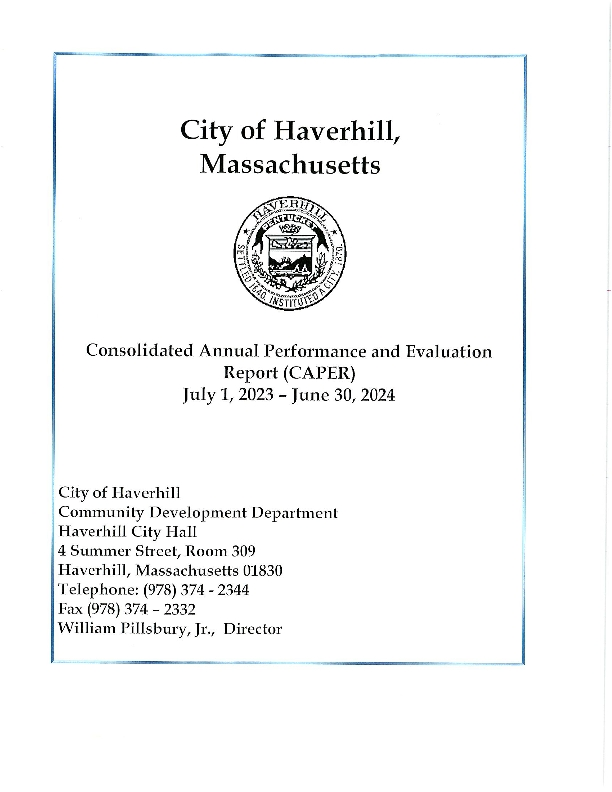 City of Haverhill,
Massachusetts
HAVERHILL
PENTUCKET
SETTLED 1640. INSTITUTED A CITY, 1870.
Consolidated Annual Performance and Evaluation
Report (CAPER)
July 1, 2023 – June 30, 2024
City of Haverhill
Community Development Department
Haverhill City Hall
4 Summer Street, Room 309
Haverhill, Massachusetts 01830
Telephone: (978) 374 - 2344
Fax (978) 374 – 2332
William Pillsbury, Jr., Director